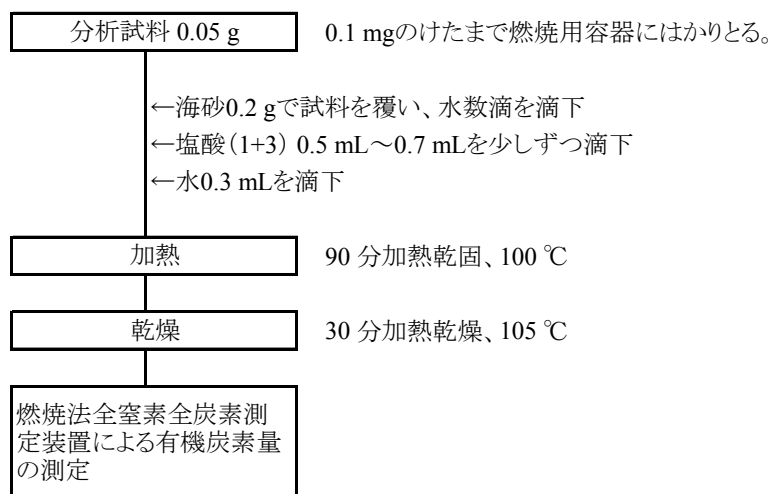 分析試料 0.05 g
0.1 mgのけたまで燃焼用容器にはかりとる。
←海砂0.2 gで試料を覆い、水数滴を滴下
←塩酸（1+3） 0.5 mL～0.7 mLを少しずつ滴下
←水0.3 mLを滴下
加熱
90 分加熱乾固、100 ℃
乾燥
30 分加熱乾燥、105 ℃
燃焼法全窒素全炭素測
定装置による有機炭素量
の測定